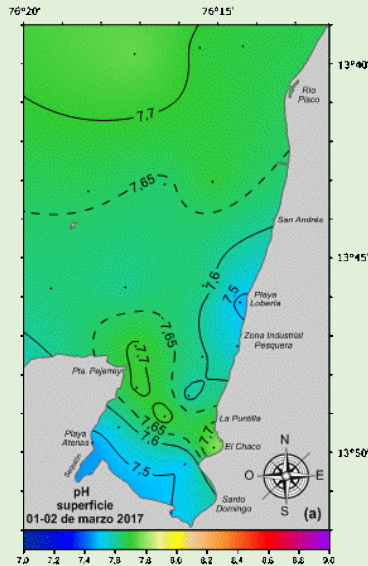 76°20' 76°15'
13°40'
Rio
Pisco
7,7
7,65
San Andrés
13°45'
7,6
7,5
Playa
Lobería
7,65
Zona Industrial
Pesquera
7,7
Pta. Pejerrey
La Puntilla
7,65
7,7
Playa
Atenas
7,6
El Chaco
13°50'
Sequión
7,5
N
O E
S
pH
superficie
01-02 de marzo 2017
Santo
Domingo
(a)
7.0 7.2 7.4 7.6 7.8 8.0 8.2 8.4 8.6 8.8 9.0